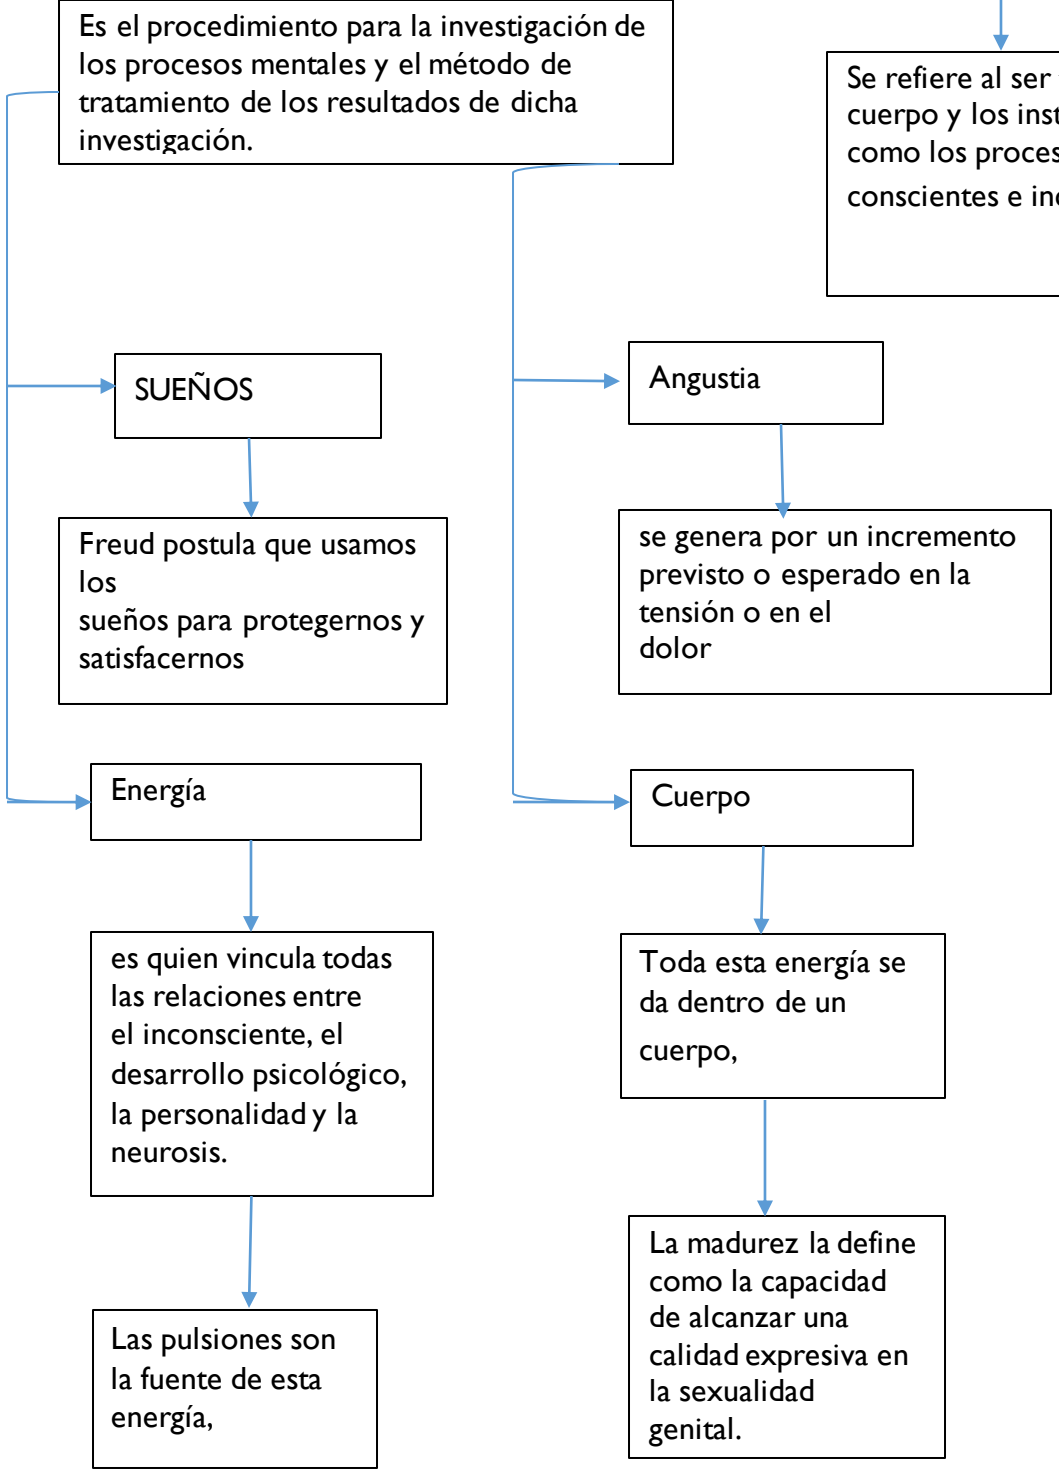 Es el procedimiento para la investigación de
los procesos mentales y el método de
tratamiento de los resultados de dicha
investigación.
Se refiere al ser
cuerpo y los
como los
conscientes e
SUEÑOS
Angustia
Freud postula que usamos
los
sueños para protegernos y
satisfacernos
se genera por un incremento
previsto o esperado en la
tensión o en el
dolor
Energía
Cuerpo
es quien vincula todas
las relaciones entre
el inconsciente, el
desarrollo psicológico,
la personalidad y la
neurosis.
Toda esta energía se
da dentro de un
cuerpo,
Las pulsiones son
la fuente de esta
energía,
La madurez la define
como la capacidad
de alcanzar una
calidad expresiva en
la sexualidad
genital.